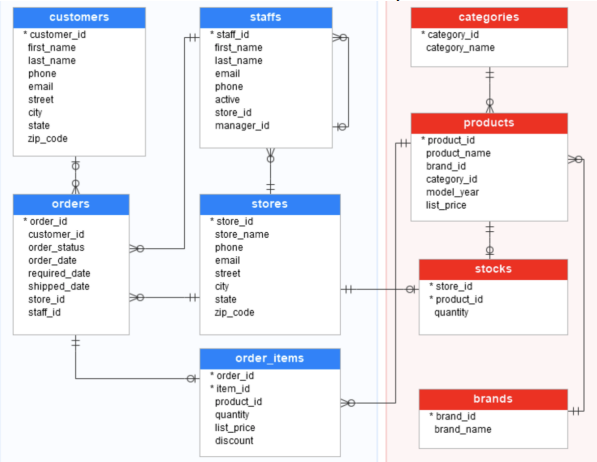 customers
* customer_id
first_name
last_name
phone
email
street
city
state
zip_code
staffs
* staff_id
first_name
last_name
email
phone
active
store_id
manager_id
categories
* category_id
category_name
products
* product_id
product_name
brand_id
category_id
model_year
list_price
orders
* order_id
customer_id
order_status
order_date
required_date
shipped_date
store_id
staff_id
stores
* store_id
store_name
phone
email
street
city
state
zip_code
stocks
* store_id
* product_id
quantity
order_items
* order_id
* item_id
product_id
quantity
list_price
discount
brands
* brand_id
brand_name